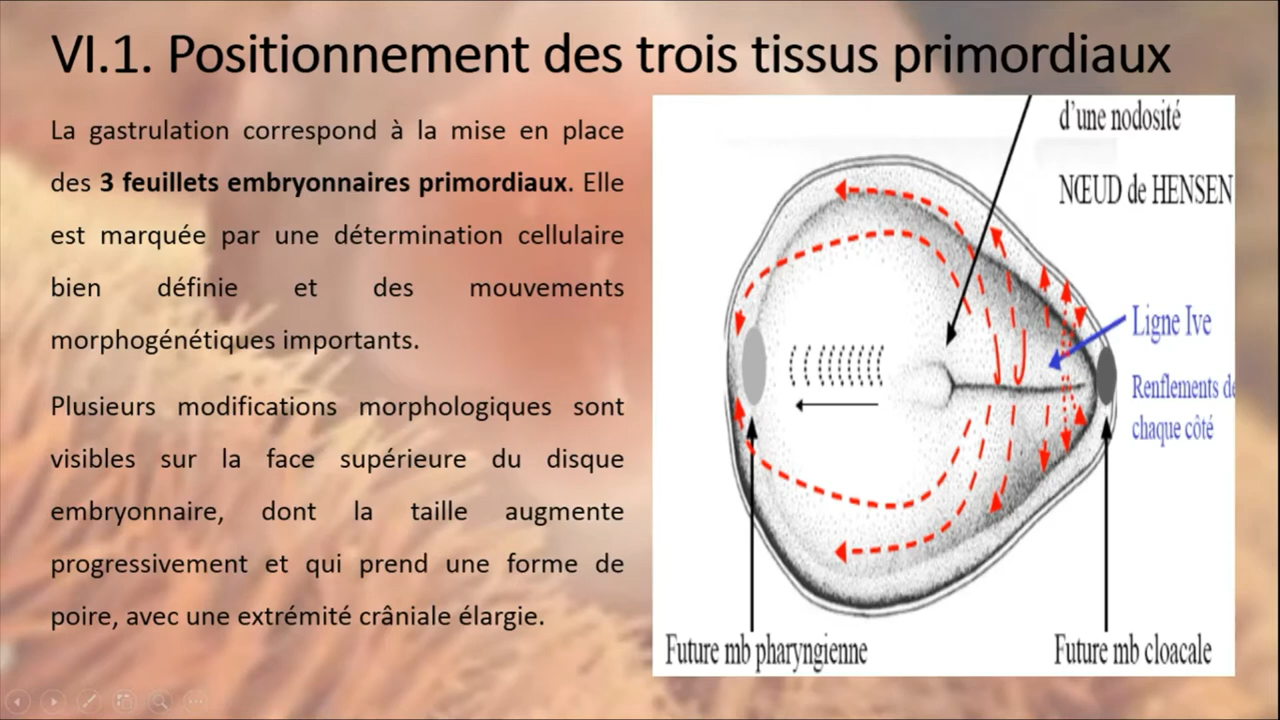 VI.1. Positionnement des trois tissus primordiaux
La gastrulation correspond à la mise en place
des 3 feuillets embryonnaires primordiaux. Elle
est marquée par une détermination cellulaire
bien définie et des mouvements
morphogénétiques importants.
Plusieurs modifications morphologiques sont
visibles sur la face supérieure du disque
embryonnaire, dont la taille augmente
progressivement et qui prend une forme de
poire, avec une extrémité crâniale élargie.
d'une nodosité
NŒUD de HENSEN
Ligne Ive
Renflements de
chaque côté
Future mb pharyngienne
Future mb cloacale